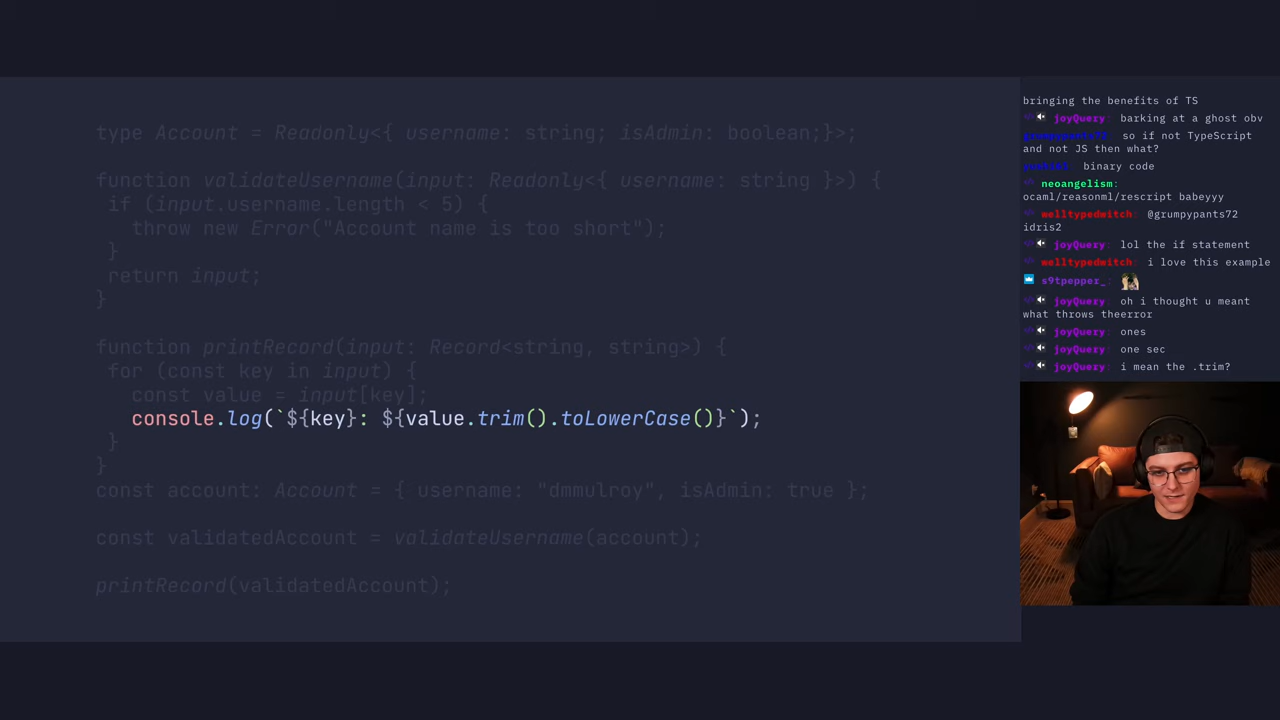 type Account = Readonly<{ username: string; isAdmin: boolean;}>;
function validateUsername(input: Readonly<{ username: string }>) {
if (input.username.length < 5) {
throw new Error("Account name is too short");
}
return input;
}
function printRecord(input: Record<string, string>) {
for (const key in input) {
const value = input[key];
console.log(`${key}: ${value.trim().toLowerCase()}`);
}
}
const account: Account = { username: "dmmulroy", isAdmin: true };
const validatedAccount = validateUsername(account);
printRecord(validatedAccount);
bringing the benefits of TS
joyQuery: barking at a ghost obv
grumpypants72: so if not TypeScript
and not JS then what?
binary code
neoangelism:
ocaml/reasonml/rescript babeyyy
welltypedwitch: @grumpypants72
idris2
joyQuery: lol the if statement
welltypedwitch: i love this example
s9tpepper_:
joyQuery: oh i thought u meant
what throws theerror
joyQuery: ones
joyQuery: one sec
joyQuery: i mean the .trim?